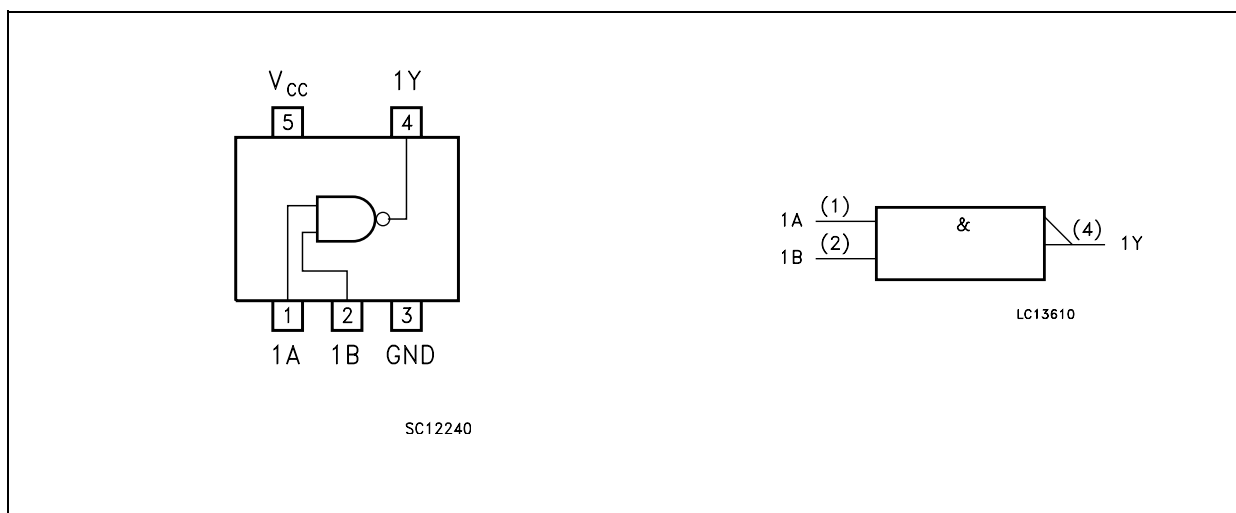 VCC 1Y
5 4
1 2 3
1A 1B GND
SC12240
1A (1) & (4) 1Y
1B (2)
LC13610